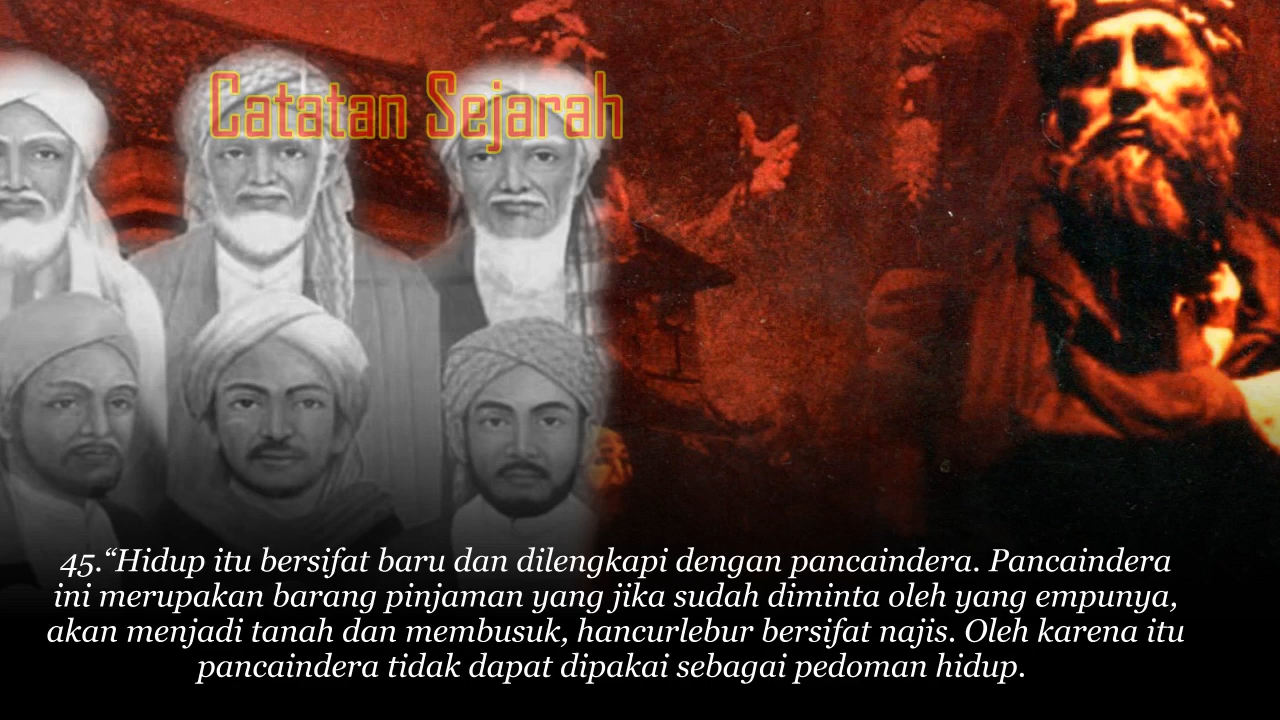 Catatan Sejarah
45.“Hidup itu bersifat baru dan dilengkapi dengan pancaindera. Pancaindera
ini merupakan barang pinjaman yang jika sudah diminta oleh yang empunya,
akan menjadi tanah dan membusuk, hancurlebur bersifat najis. Oleh karena itu
pancaindera tidak dapat dipakai sebagai pedoman hidup.